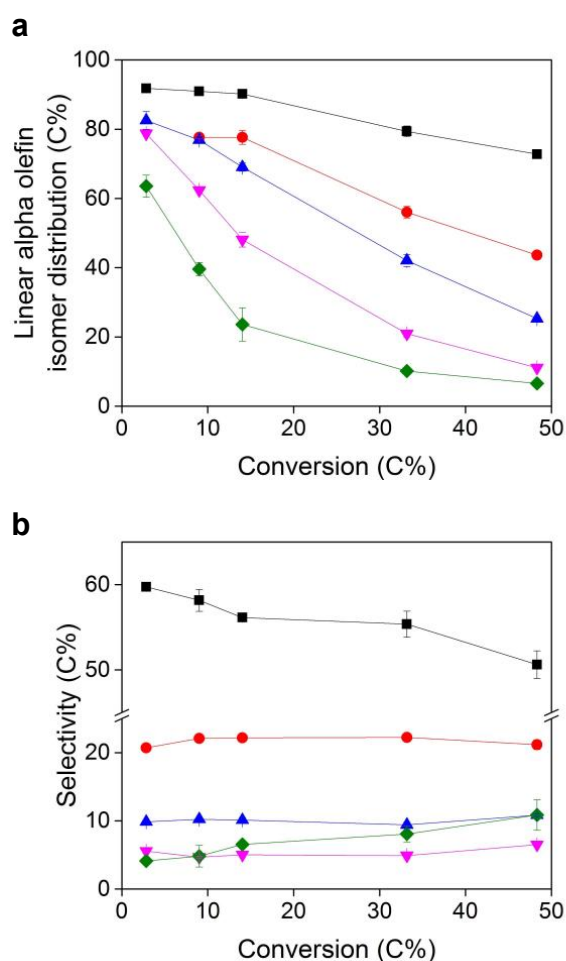 a
100
80
60
40
20
0
Linear alpha olefin
isomer distribution (C%)
0 10 20 30 40 50
Conversion (C%)
b
60
50
20
10
0
Selectivity (C%)
0 10 20 30 40 50
Conversion (C%)